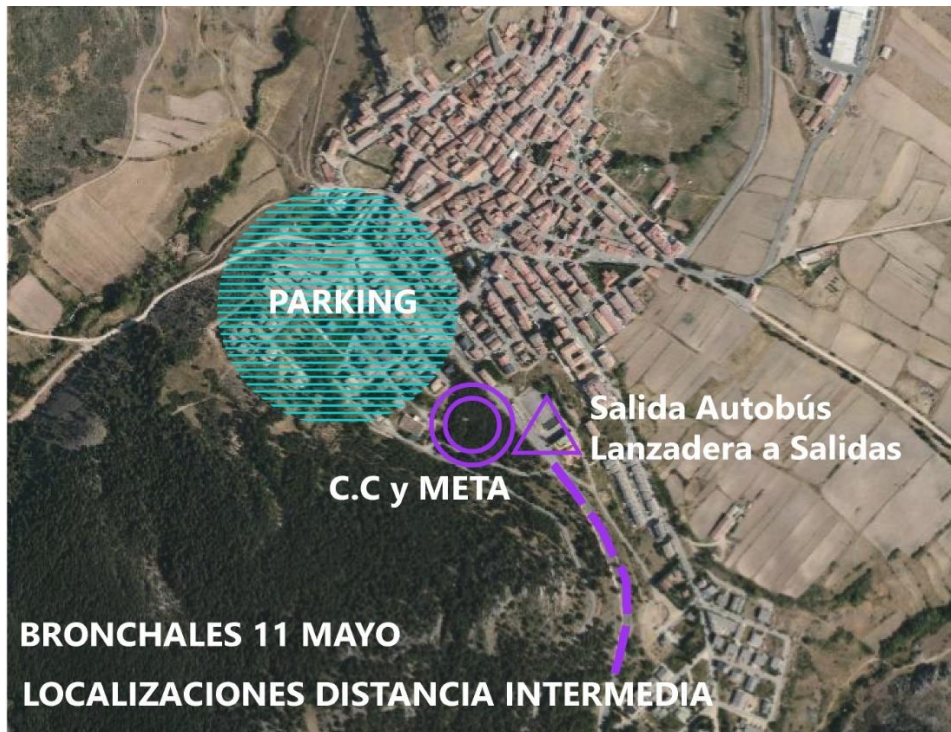 PARKING
Salida Autobús
Lanzadera a Salidas
C.C y META
BRONCHALES 11 MAYO
LOCALIZACIONES DISTANCIA INTERMEDIA